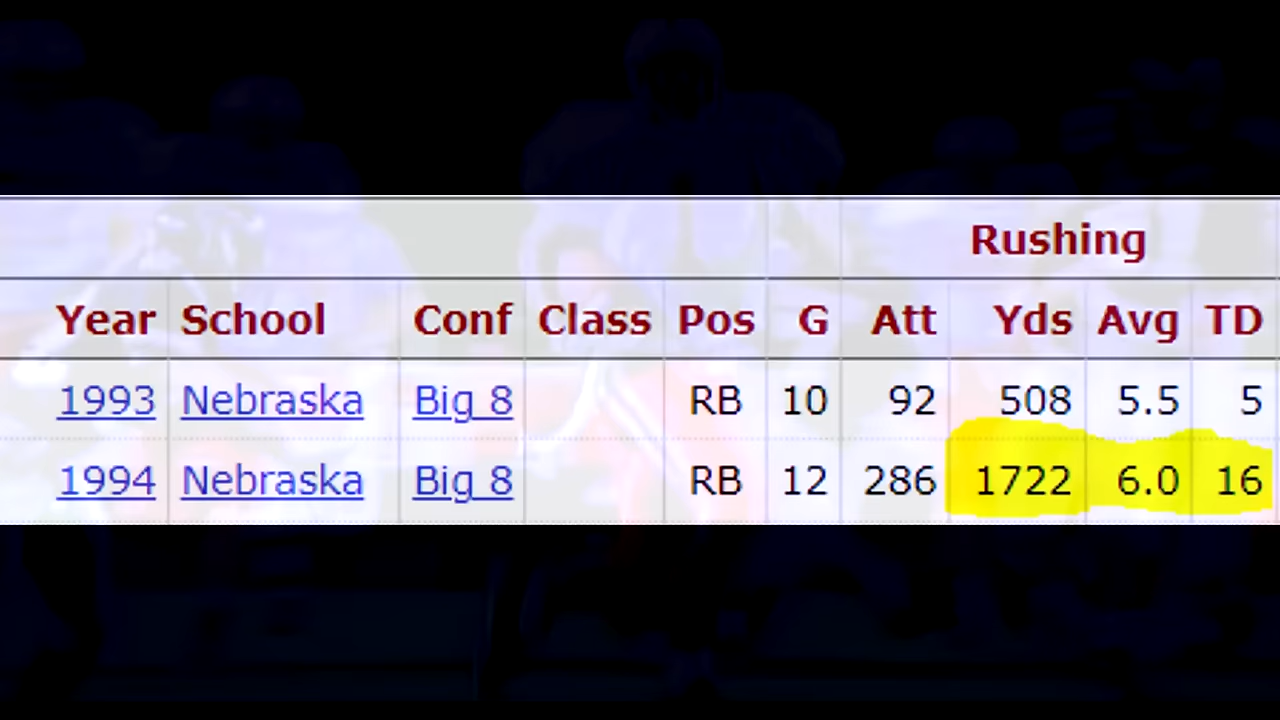 Rushing
Year School Conf Class Pos G Att Yds Avg TD
1993 Nebraska Big 8 RB 10 92 508 5.5 5
1994 Nebraska Big 8 RB 12 286 1722 6.0 16